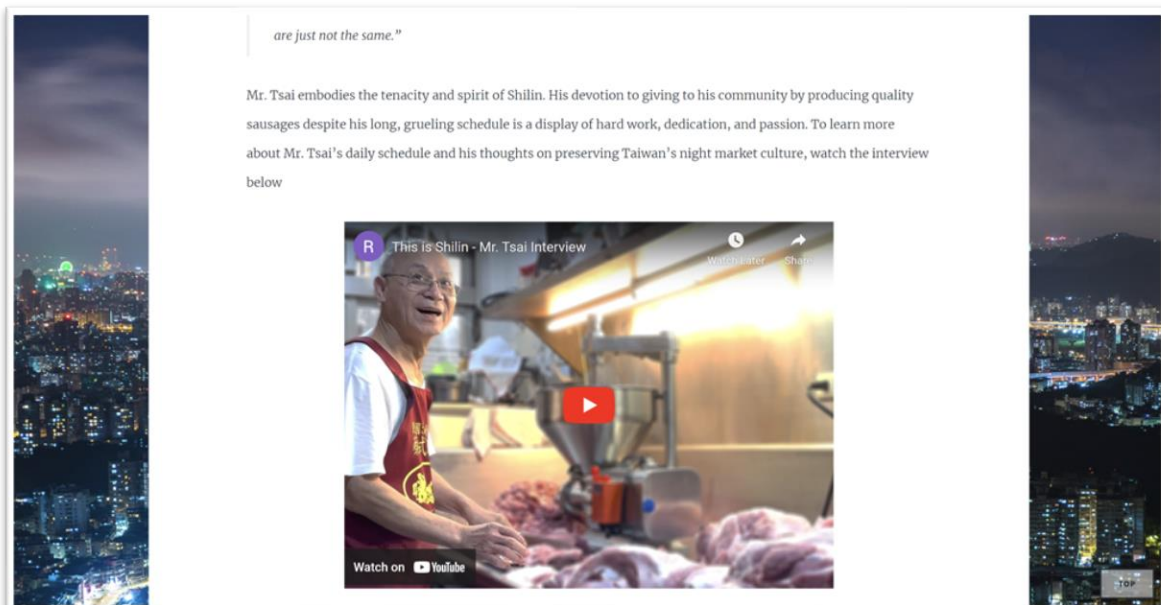 are just not the same.”
Mr. Tsai embodies the tenacity and spirit of Shilin. His devotion to giving to his community by producing quality
sausages despite his long, grueling schedule is a display of hard work, dedication, and passion. To learn more
about Mr. Tsai’s daily schedule and his thoughts on preserving Taiwan’s night market culture, watch the interview
below
R This is Shilin - Mr. Tsai Interview
Watch Later Share
Watch on YouTube
TOP